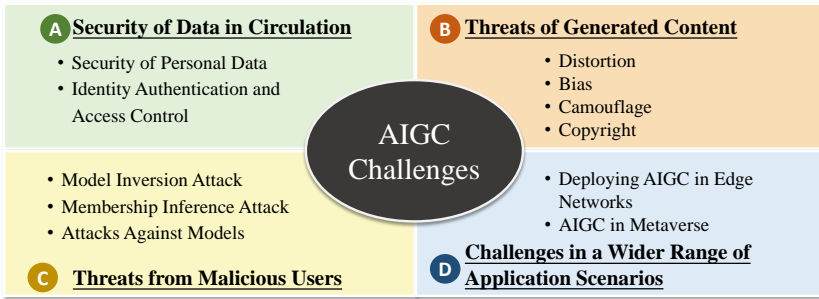 A Security of Data in Circulation
• Security of Personal Data
• Identity Authentication and
Access Control
B Threats of Generated Content
• Distortion
• Bias
• Camouflage
• Copyright
AIGC
Challenges
• Model Inversion Attack
• Membership Inference Attack
• Attacks Against Models
C Threats from Malicious Users
• Deploying AIGC in Edge
Networks
• AIGC in Metaverse
D Challenges in a Wider Range of
Application Scenarios